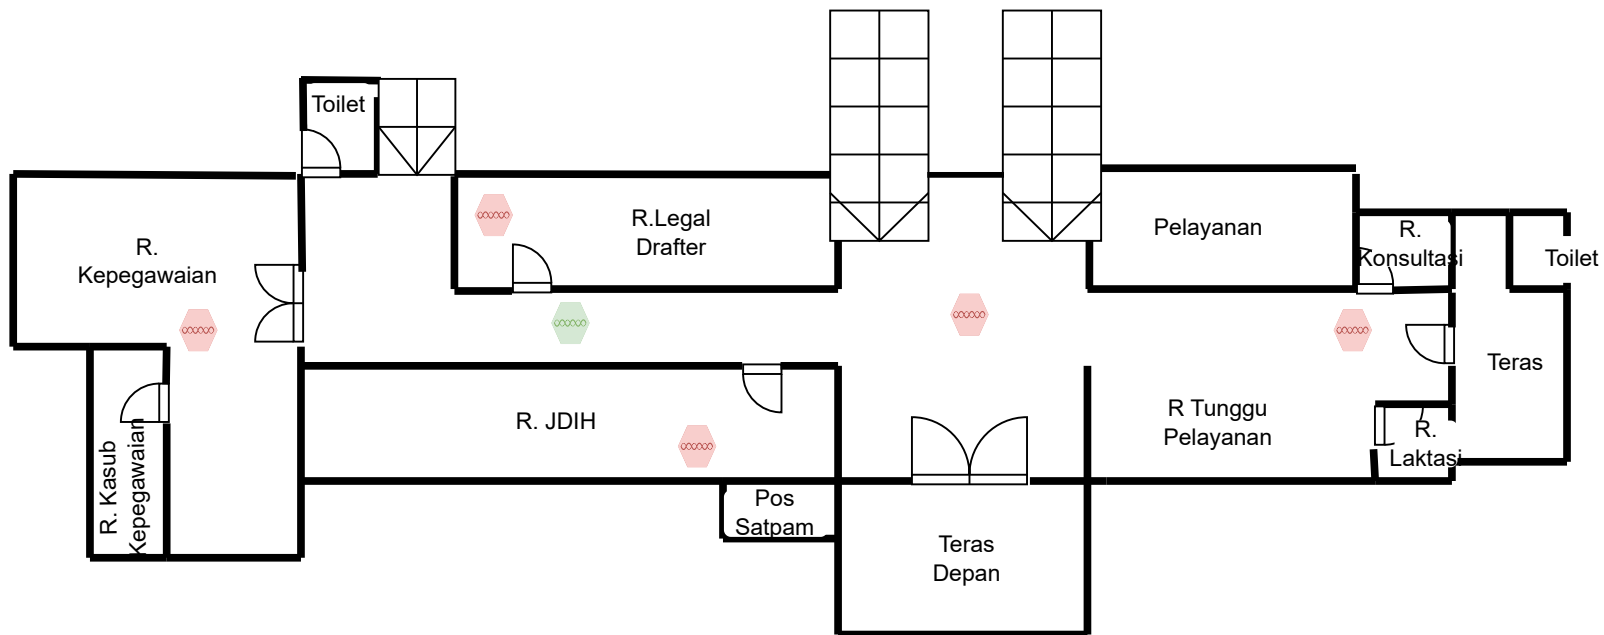 Toilet
R.
Kepegawaian
R.Legal
Drafter
Pelayanan
R.
Konsultasi
Toilet
Teras
R. JDIH
R Tunggu
Pelayanan
R.
Laktasi
R. Kasub
Kepegawaian
Pos
Satpam
Teras
Depan